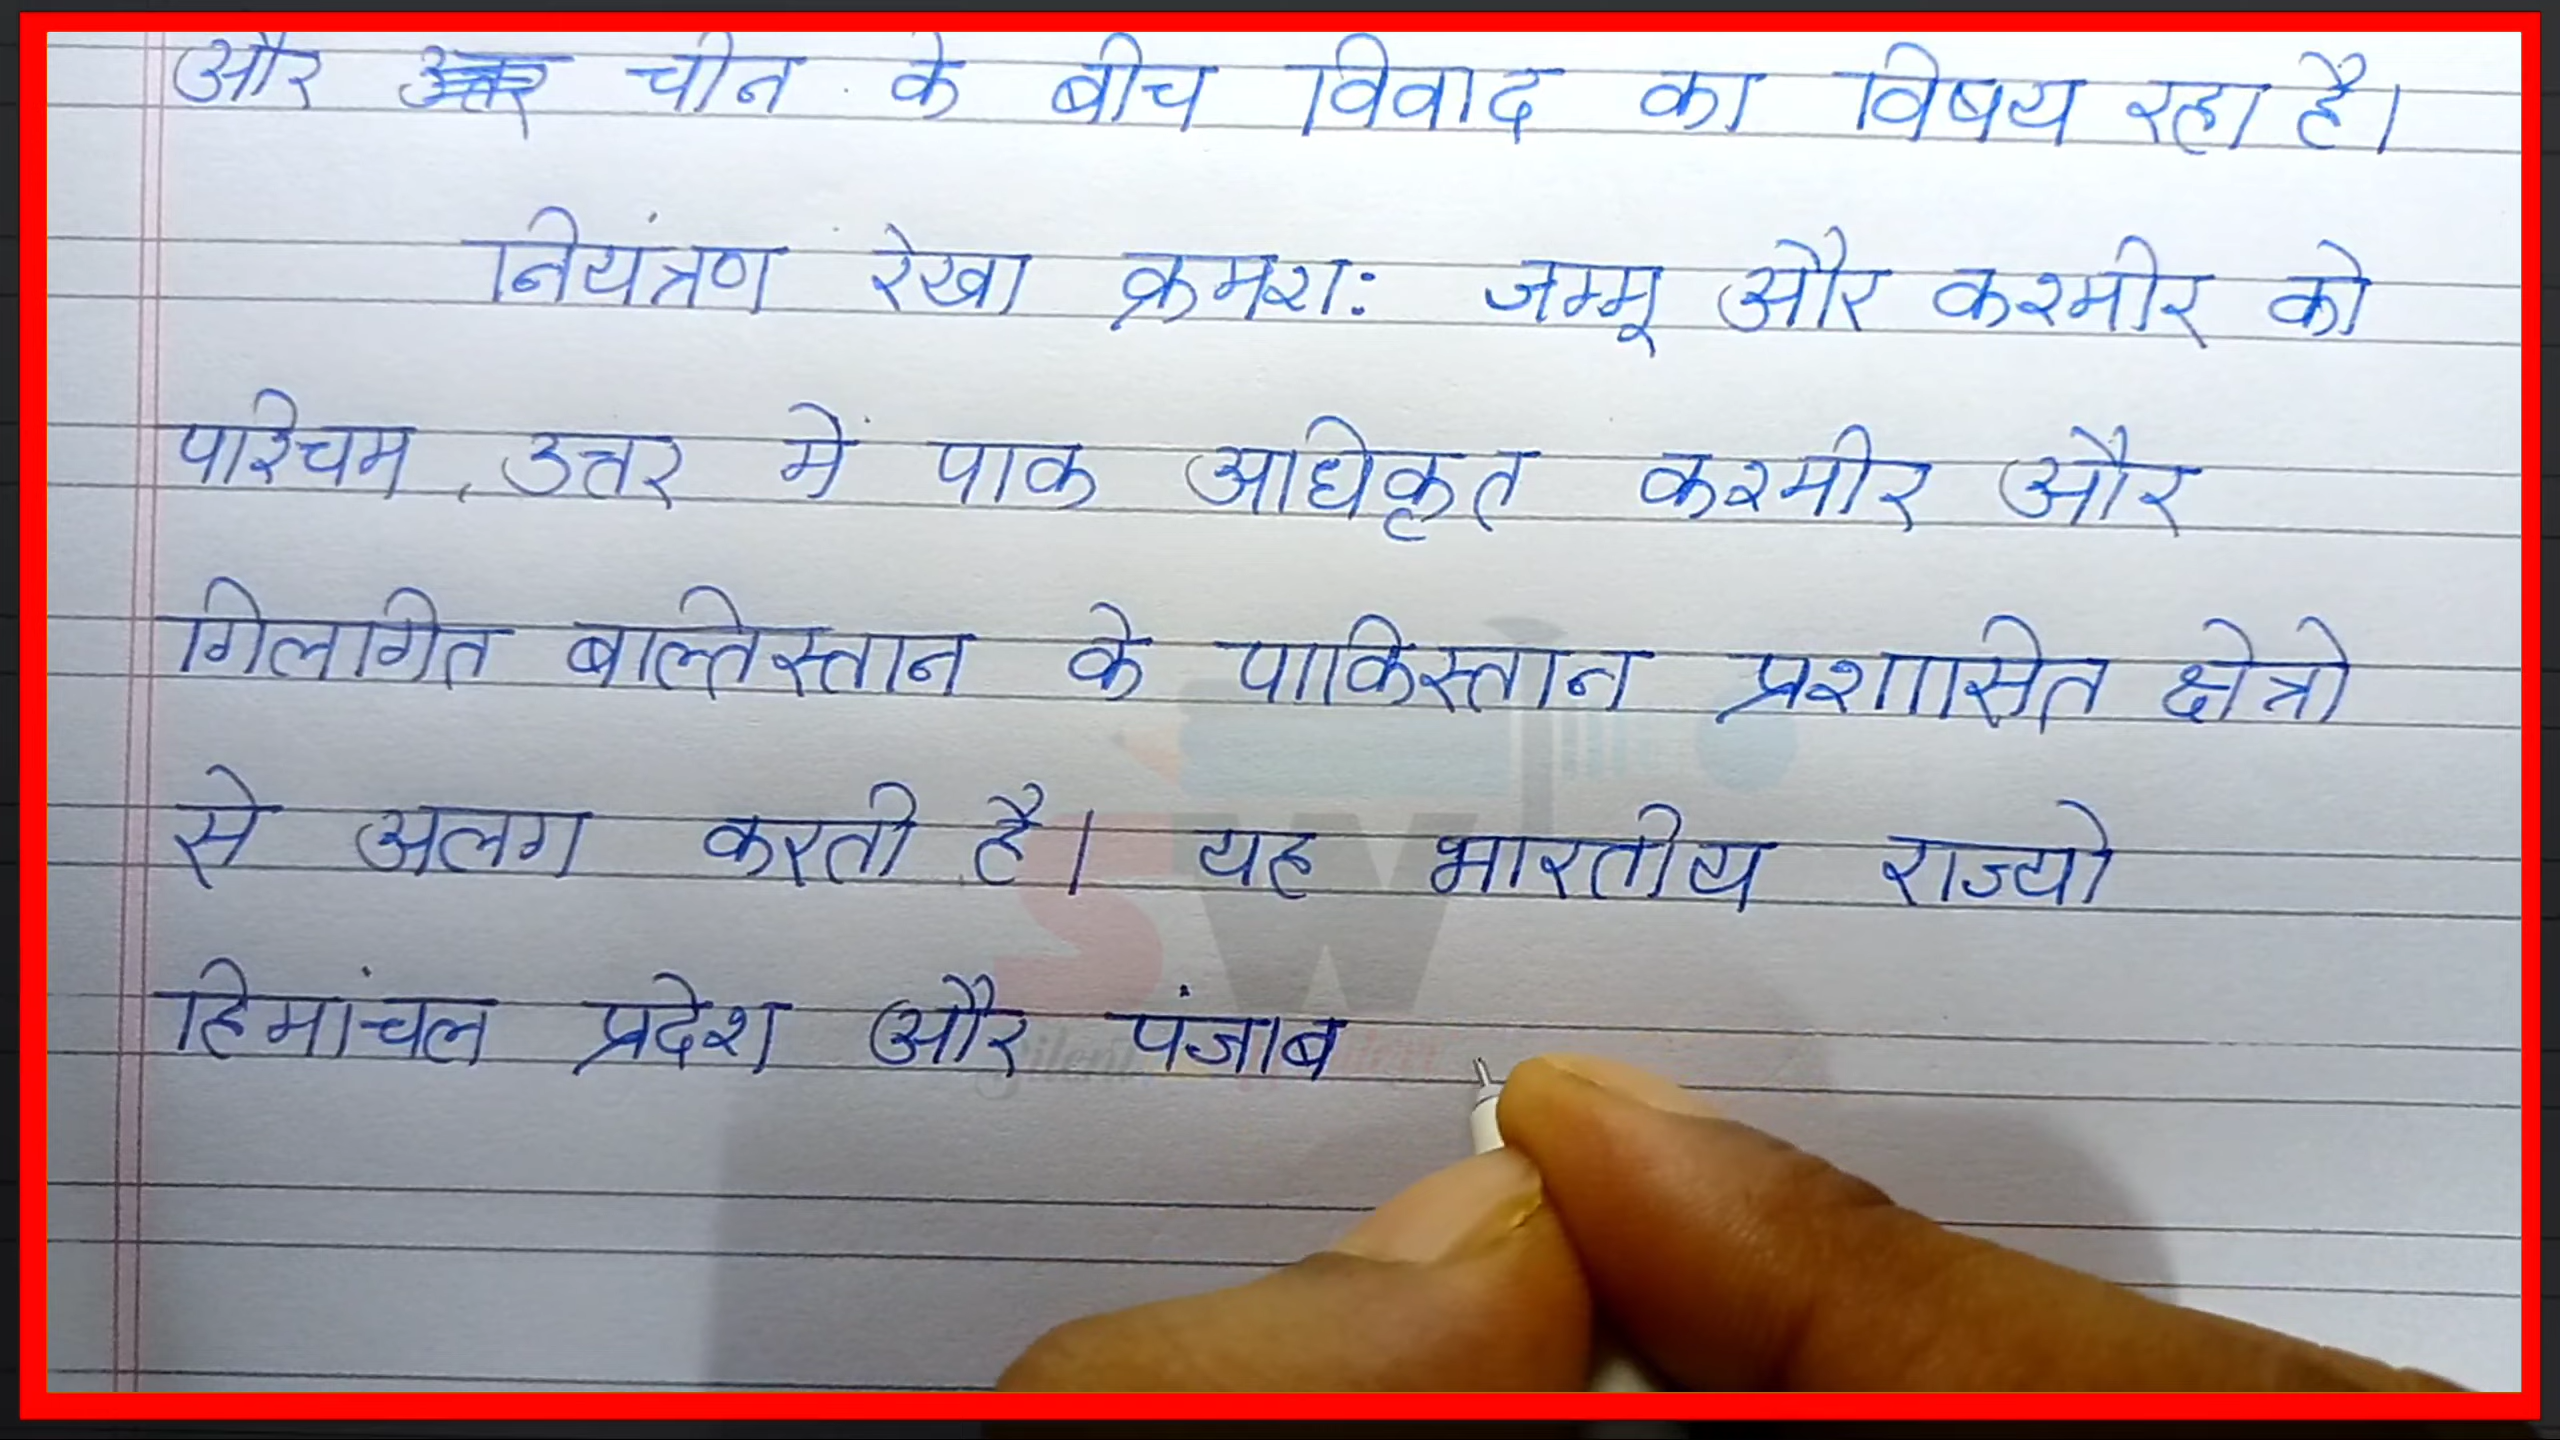 और चीन के बीच विवाद का विषय रहा है।
नियंत्रण रेखा क्रमशः जम्मू और कश्मीर को
पश्चिम, उत्तर में पाक अधिकृत कश्मीर और
गिलगित बाल्तिस्तान के पाकिस्तान प्रशासित क्षेत्रो
से अलग करती है। यह भारतीय राज्यो
हिमांचल प्रदेश और पंजाब
SW